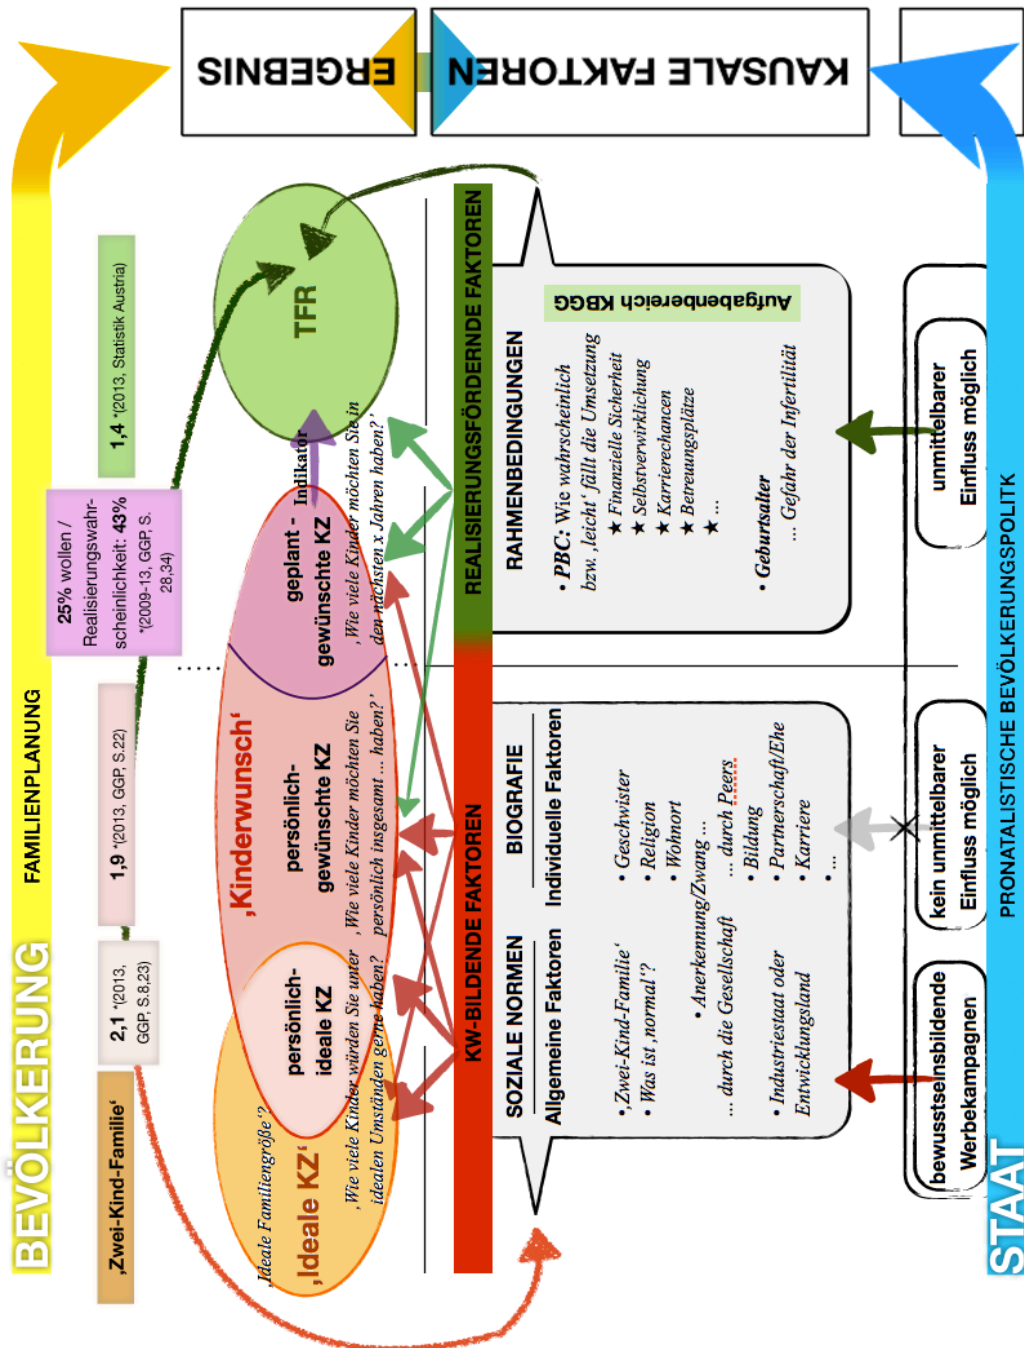 BEVÖLKERUNG
FAMILIENPLANUNG
‚Zwei-Kind-Familie‘
2,1 *(2013,
GGP, S.8,23)
1,9 *(2013, GGP, S.22)
25% wollen /
Realisierungswahr-
scheinlichkeit: 43%
*(2009-13, GGP, S.
28,34)
1,4 *(2013, Statistik Austria)
‚Ideale Familiengröße‘?
‚Ideale KZ‘
persönlich-
ideale KZ
‚Wie viele Kinder würden Sie unter
idealen Umständen gerne haben?
‚Kinderwunsch‘
persönlich-
gewünschte KZ
‚Wie viele Kinder möchten Sie
persönlich insgesamt ... haben?‘
geplant -
gewünschte KZ
‚Wie viele Kinder möchten Sie in
den nächsten x Jahren haben?‘
Indikator
TFR
ERGEBNIS
KAUSALE FAKTOREN
KW-BILDENDE FAKTOREN
REALISIERUNGSFÖRDERNDE FAKTOREN
SOZIALE NORMEN
Allgemeine Faktoren
• ‚Zwei-Kind-Familie‘
• Was ist ‚normal‘?
• Anerkennung/Zwang ...
... durch die Gesellschaft
... durch Peers
• Industriestaat oder
Entwicklungsland
BIOGRAFIE
Individuelle Faktoren
• Geschwister
• Religion
• Wohnort
• Bildung
• Partnerschaft/Ehe
• Karriere
• ...
RAHMENBEDINGUNGEN
• PBC: Wie wahrscheinlich
bzw. ‚leicht‘ fällt die Umsetzung
★ Finanzielle Sicherheit
★ Selbstverwirklichung
★ Karrierechancen
★ Betreuungsplätze
★ ...
• Geburtsalter
... Gefahr der Infertilität
Aufgabenbereich KBGG
bewusstseinsbildende
Werbekampagnen
kein unmittelbarer
Einfluss möglich
unmittelbarer
Einfluss möglich
STAAT
PRONATALISTISCHE BEVÖLKERUNGSPOLITIK